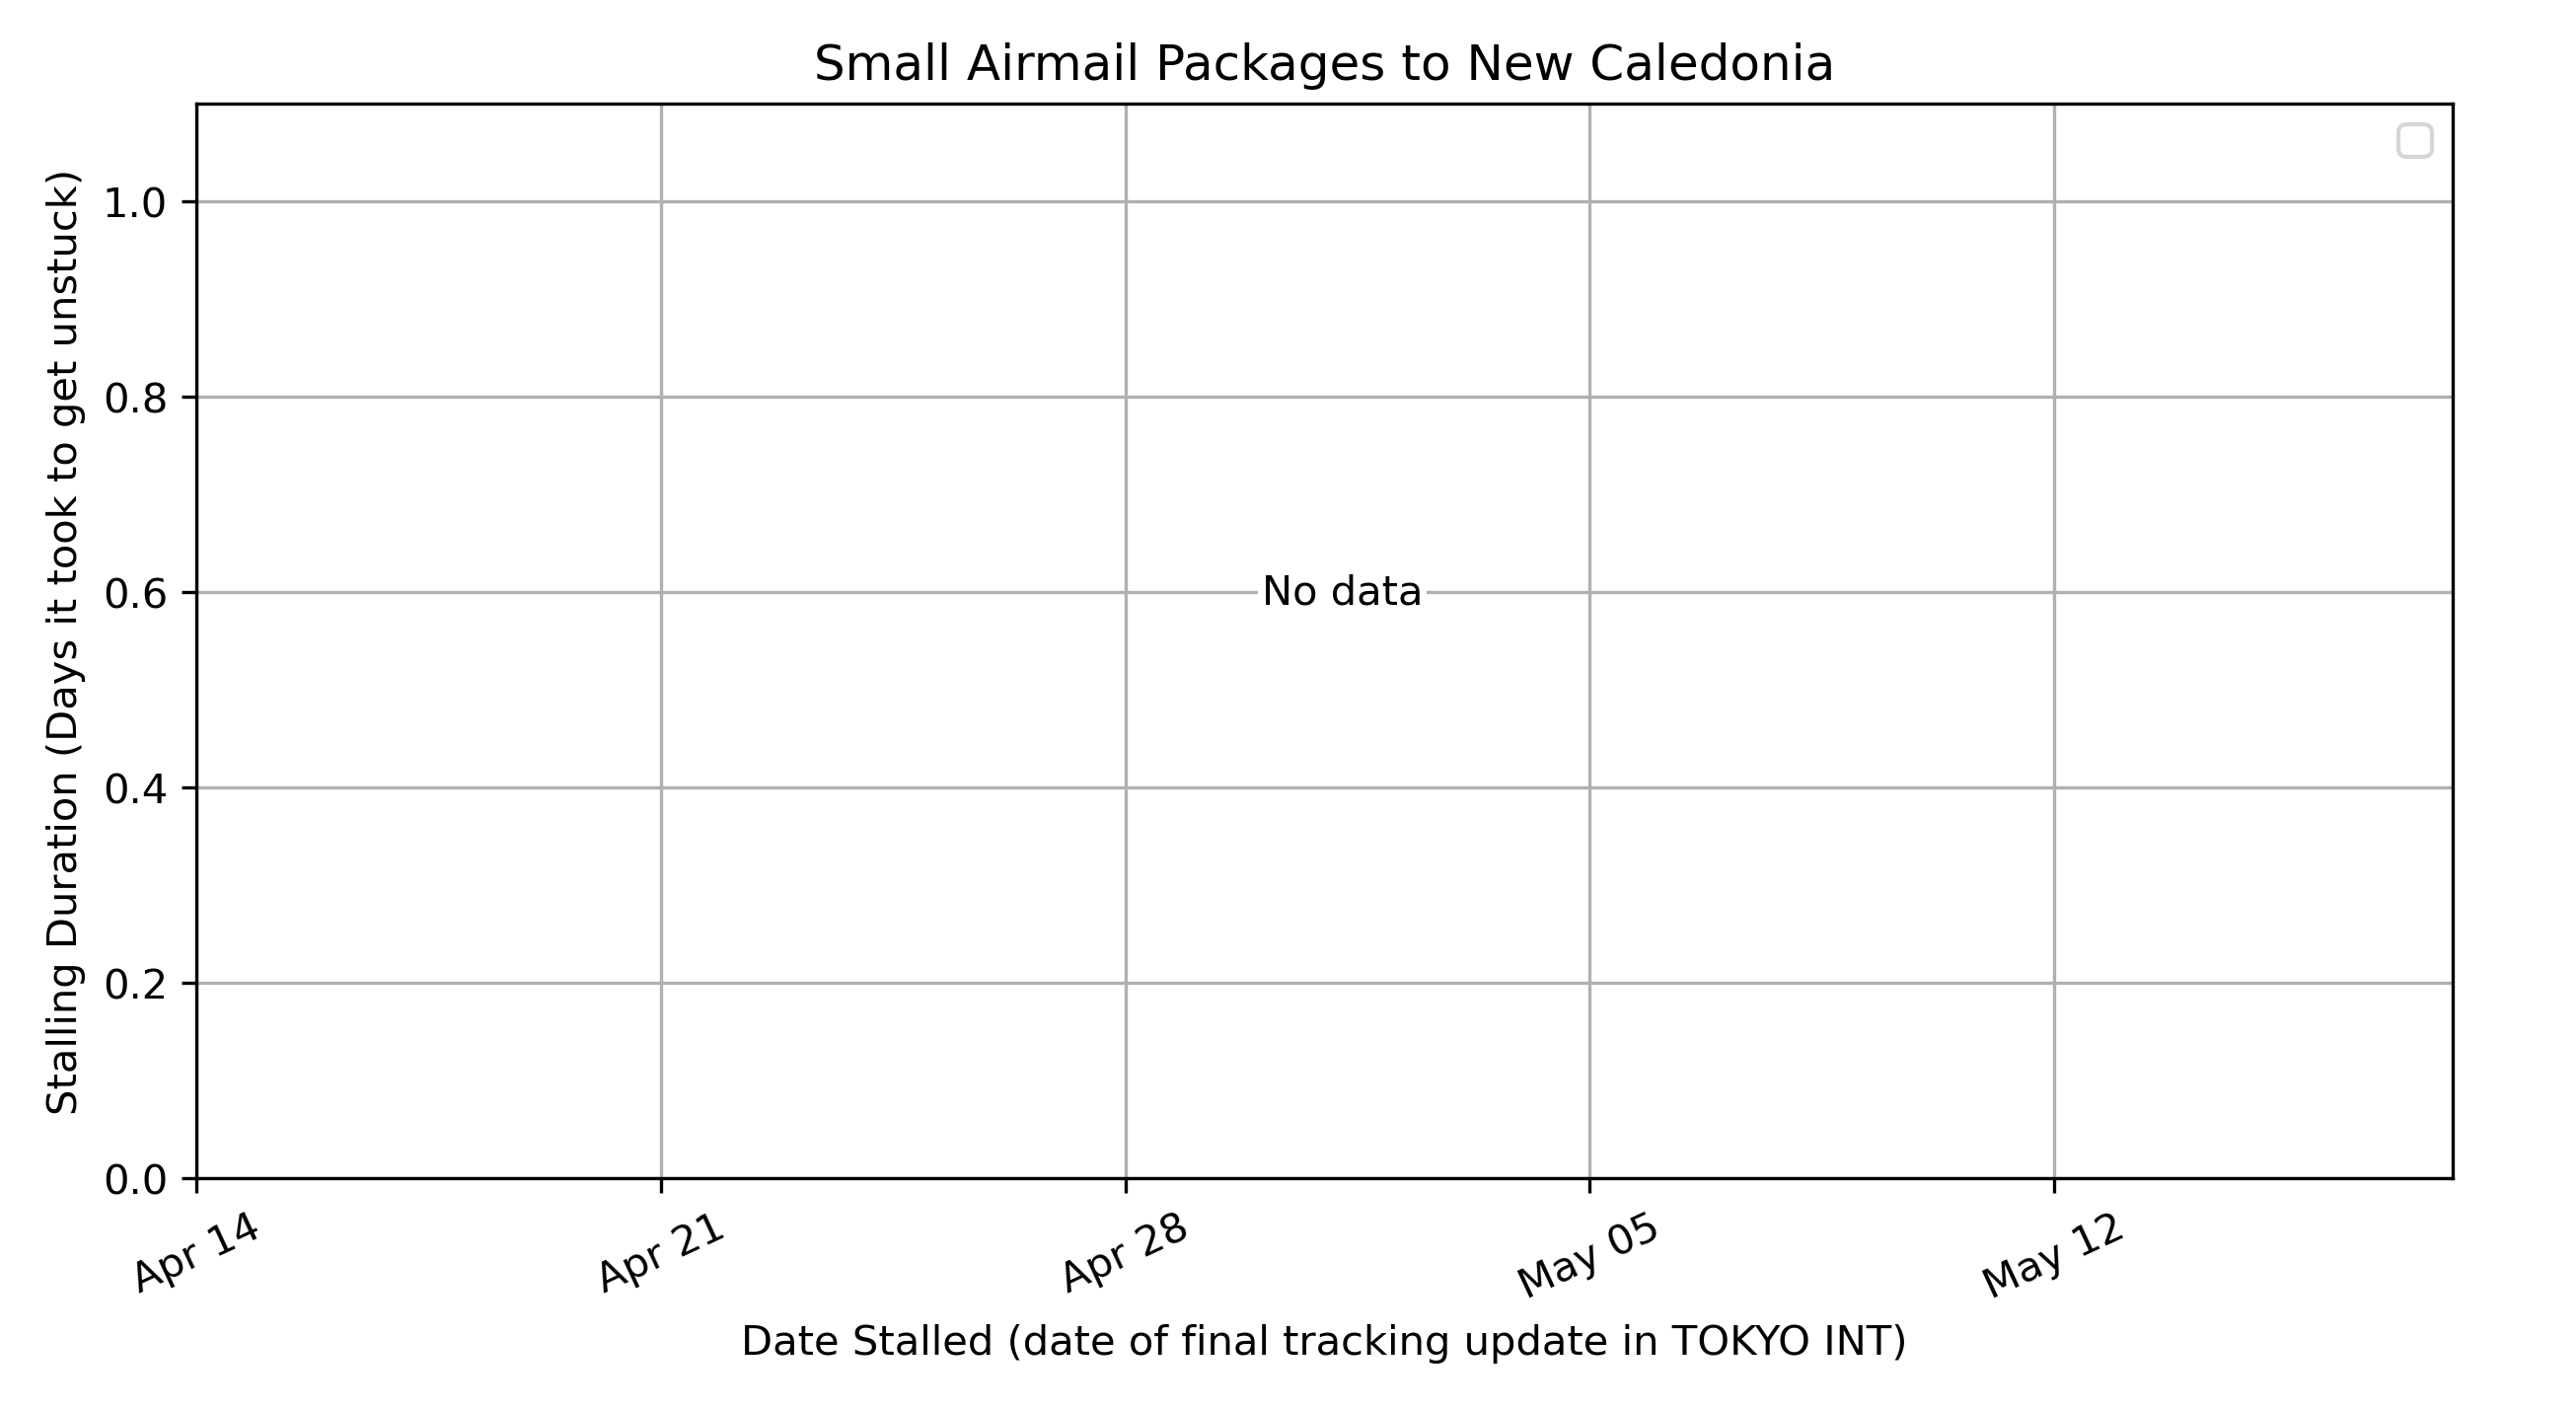 Small Airmail Packages to New Caledonia
Stalling Duration (Days it took to get unstuck)
1.0
0.8
0.6
0.4
0.2
0.0
No data
Apr 14
Apr 21
Apr 28
May 05
May 12
Date Stalled (date of final tracking update in TOKYO INT)